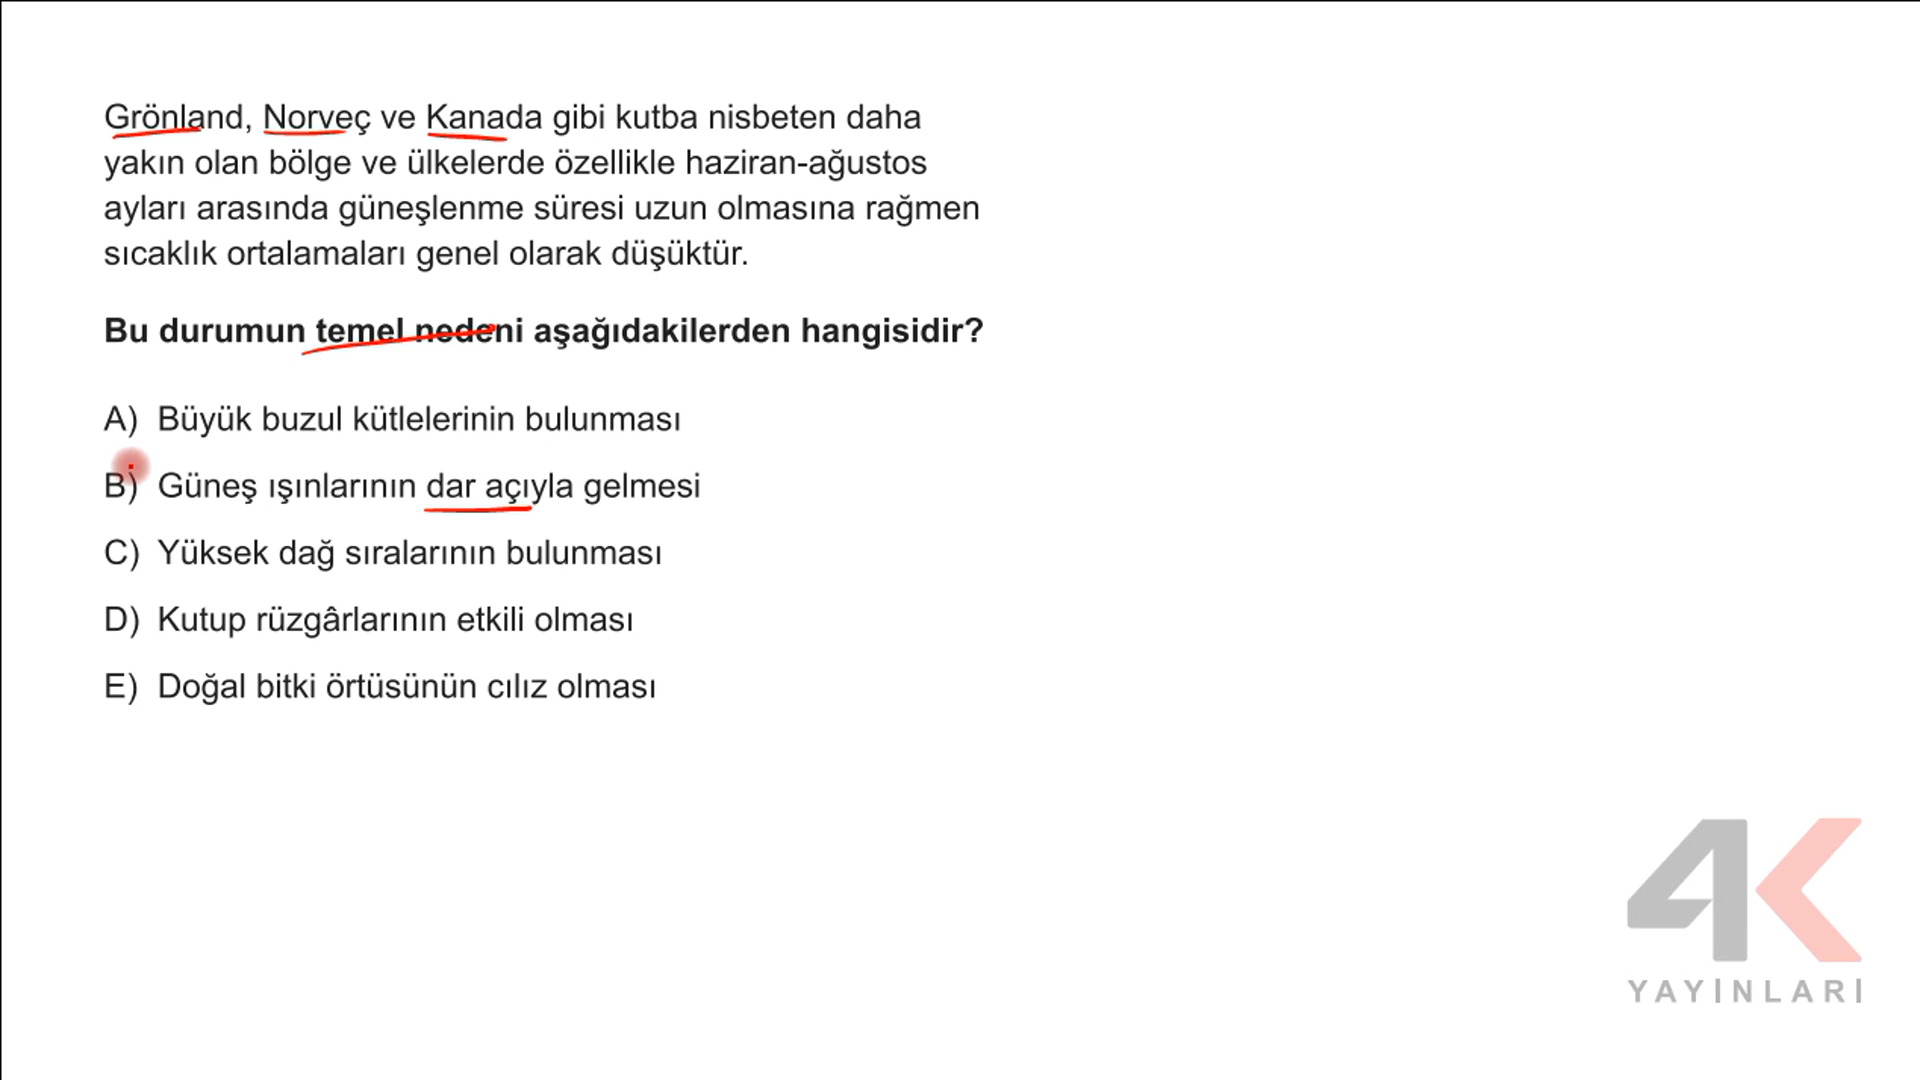 Grönland, Norveç ve Kanada gibi kutba nisbeten daha
yakın olan bölge ve ülkelerde özellikle haziran-ağustos
ayları arasında güneşlenme süresi uzun olmasına rağmen
sıcaklık ortalamaları genel olarak düşüktür.
Bu durumun temel nedeni aşağıdakilerden hangisidir?
A) Büyük buzul kütlelerinin bulunması
B) Güneş ışınlarının dar açıyla gelmesi
C) Yüksek dağ sıralarının bulunması
D) Kutup rüzgârlarının etkili olması
E) Doğal bitki örtüsünün cılız olması
4K
YAYINLARI